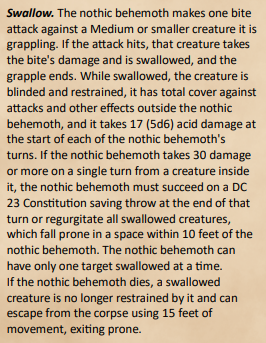 Swallow. The nothic behemoth makes one bite
attack against a Medium or smaller creature it is
grappling. If the attack hits, that creature takes
the bite's damage and is swallowed, and the
grapple ends. While swallowed, the creature is
blinded and restrained, it has total cover against
attacks and other effects outside the nothic
behemoth, and it takes 17 (5d6) acid damage at
the start of each of the nothic behemoth's
turns. If the nothic behemoth takes 30 damage
or more on a single turn from a creature inside
it, the nothic behemoth must succeed on a DC
23 Constitution saving throw at the end of that
turn or regurgitate all swallowed creatures,
which fall prone in a space within 10 feet of the
nothic behemoth. The nothic behemoth can
have only one target swallowed at a time.
If the nothic behemoth dies, a swallowed
creature is no longer restrained by it and can
escape from the corpse using 15 feet of
movement, exiting prone.